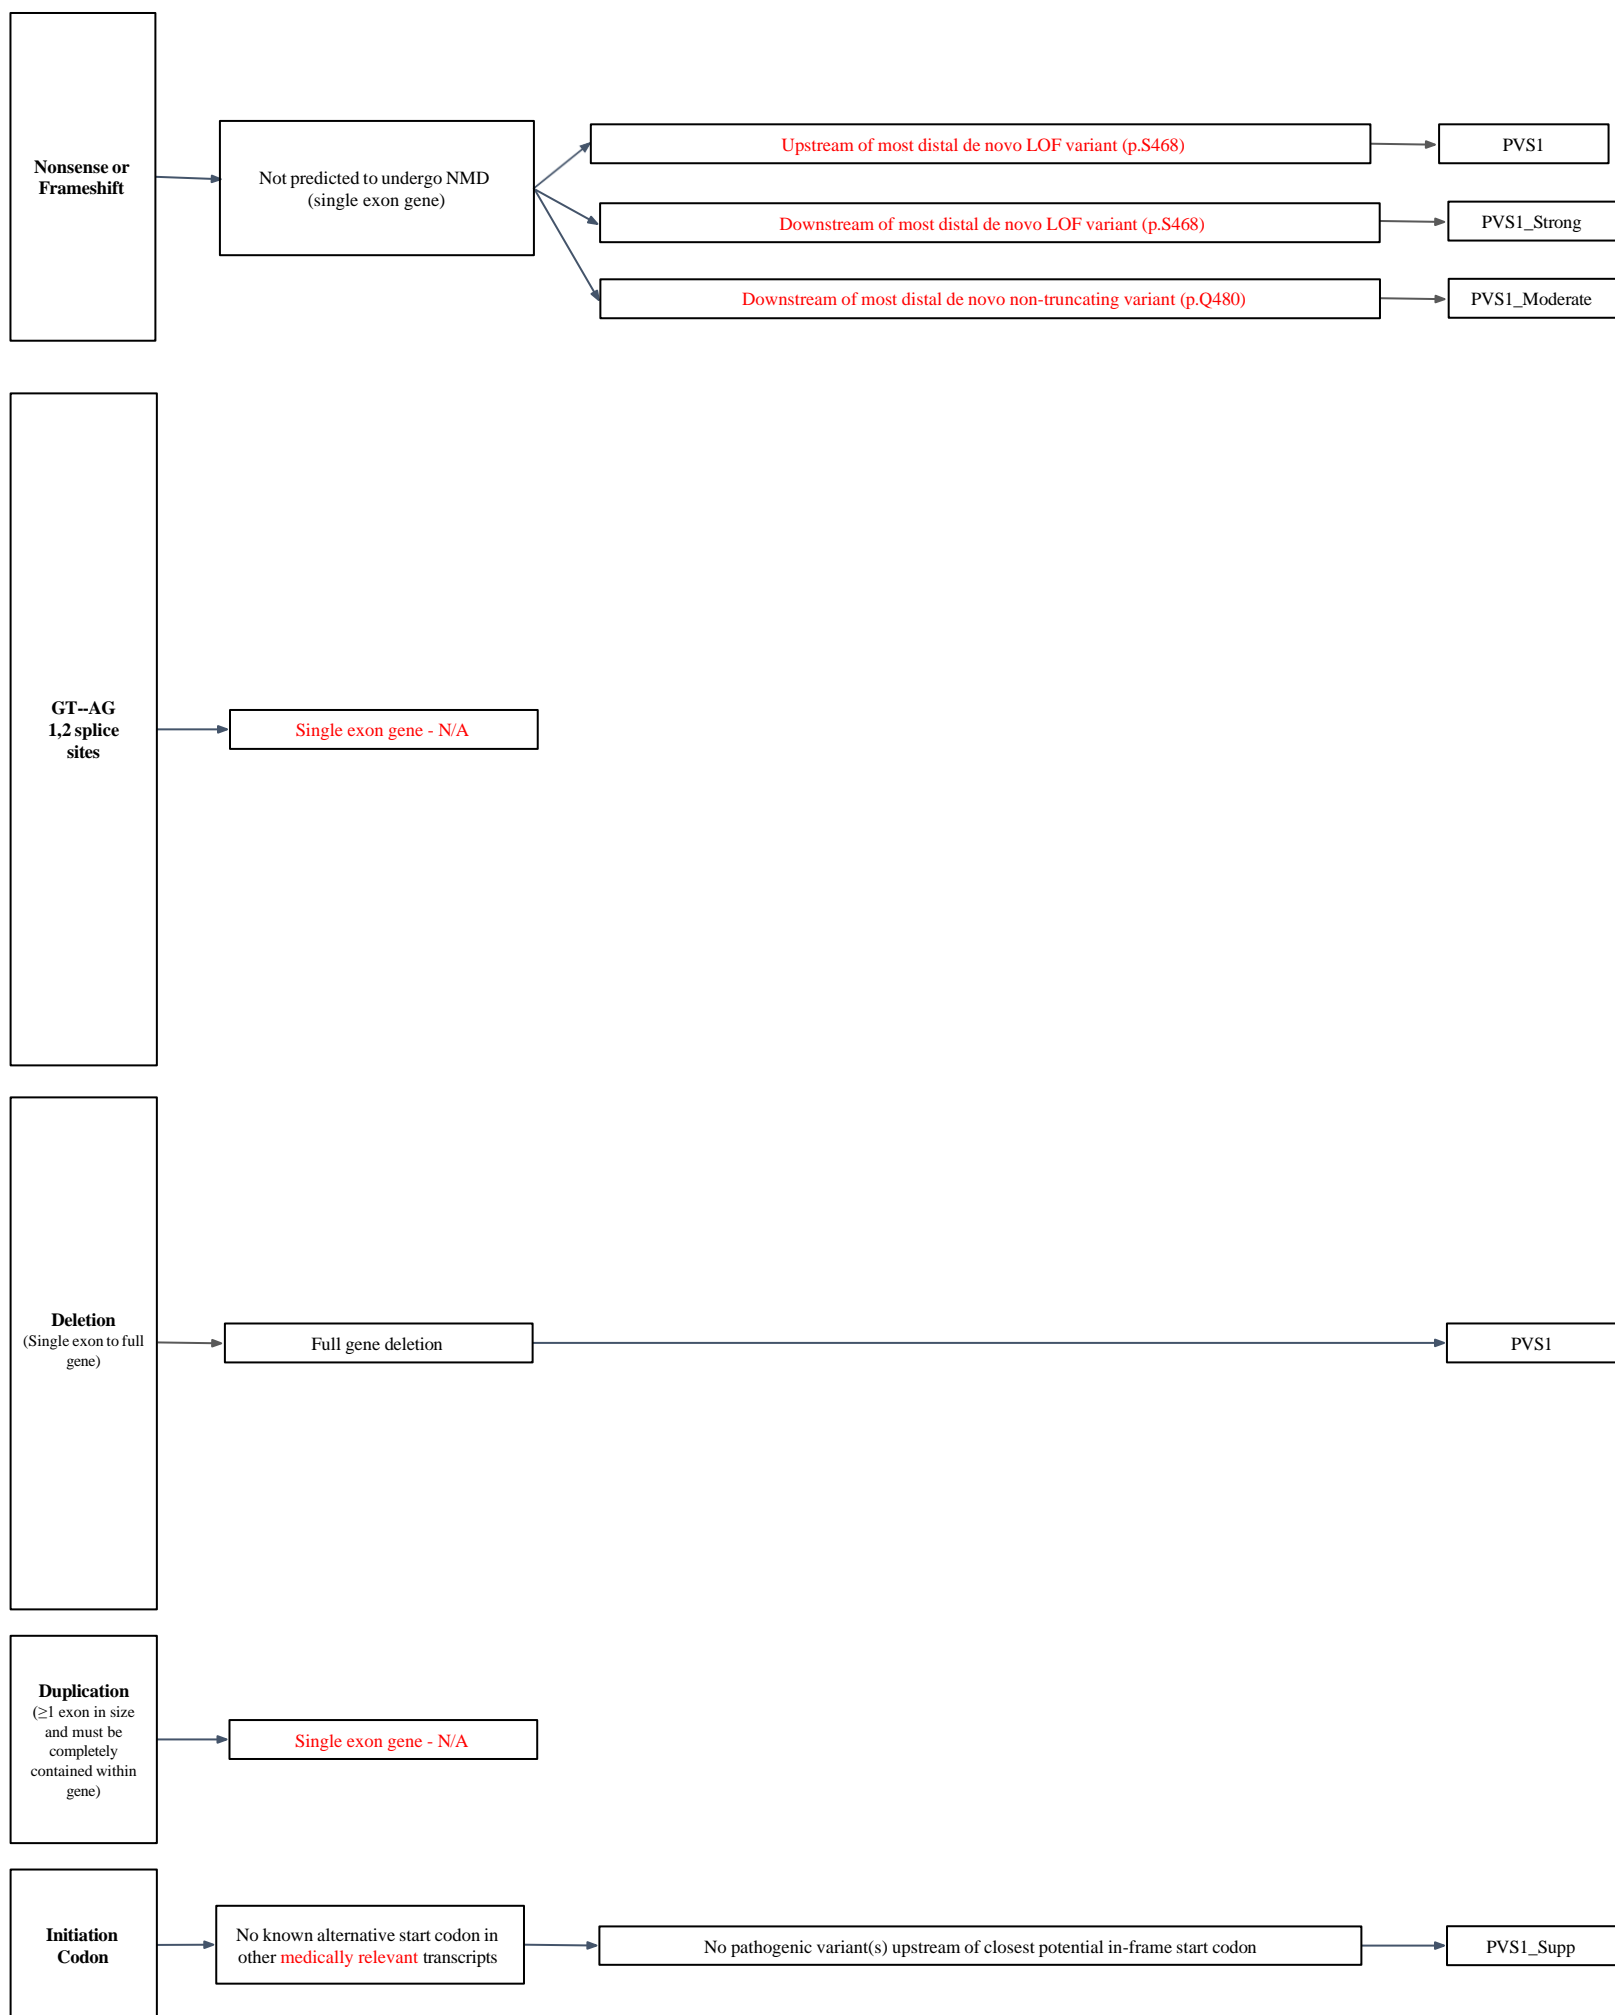 Nonsense or
Frameshift
Not predicted to undergo NMD
(single exon gene)
Upstream of most distal de novo LOF variant (p.S468)
PVS1
Downstream of most distal de novo LOF variant (p.S468)
PVS1_Strong
Downstream of most distal de novo non-truncating variant (p.Q480)
PVS1_Moderate
GT--AG
1,2 splice
sites
Single exon gene - N/A
Deletion
(Single exon to full
gene)
Full gene deletion
PVS1
Duplication
(≥1 exon in size
and must be
completely
contained within
gene)
Single exon gene - N/A
Initiation
Codon
No known alternative start codon in
other medically relevant transcripts
No pathogenic variant(s) upstream of closest potential in-frame start codon
PVS1_Supp